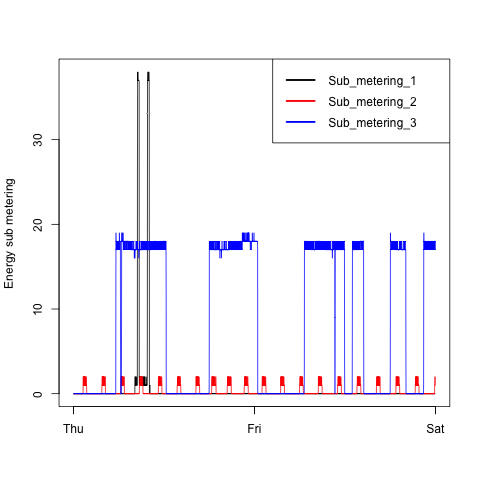 Sub_metering_1
Sub_metering_2
Sub_metering_3
Energy sub metering
30
20
10
0
Thu Fri Sat